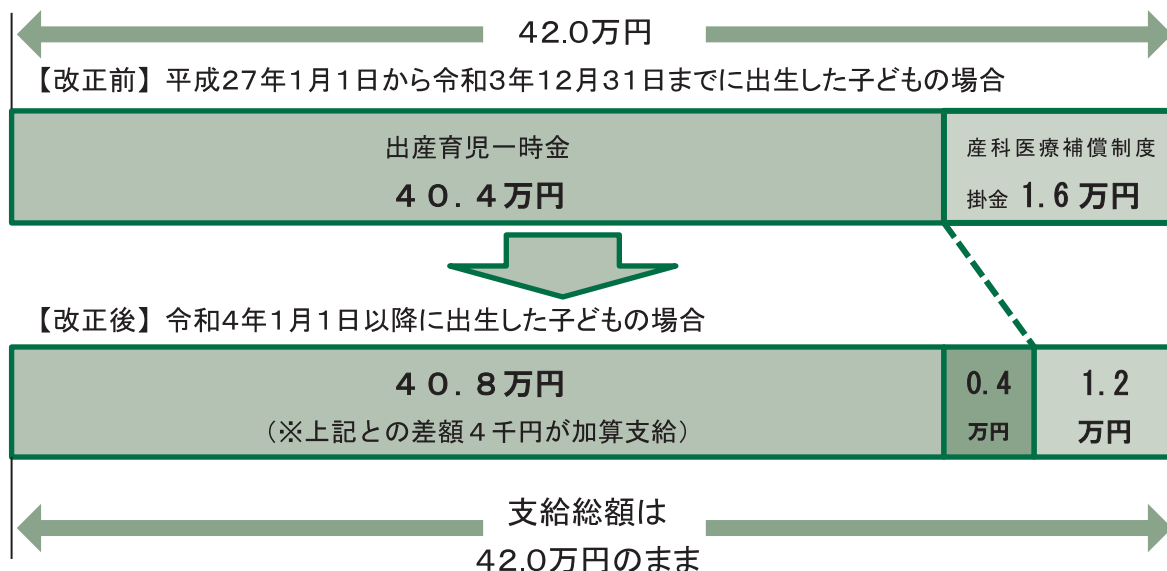 42.0万円
【改正前】平成27年1月1日から令和3年12月31日までに出生した子どもの場合
出産育児一時金
40.4万円
産科医療補償制度
掛金 1.6万円
【改正後】令和4年1月1日以降に出生した子どもの場合
40.8万円
（※上記との差額4千円が加算支給）
0.4
万円
1.2
万円
支給総額は
42.0万円のまま